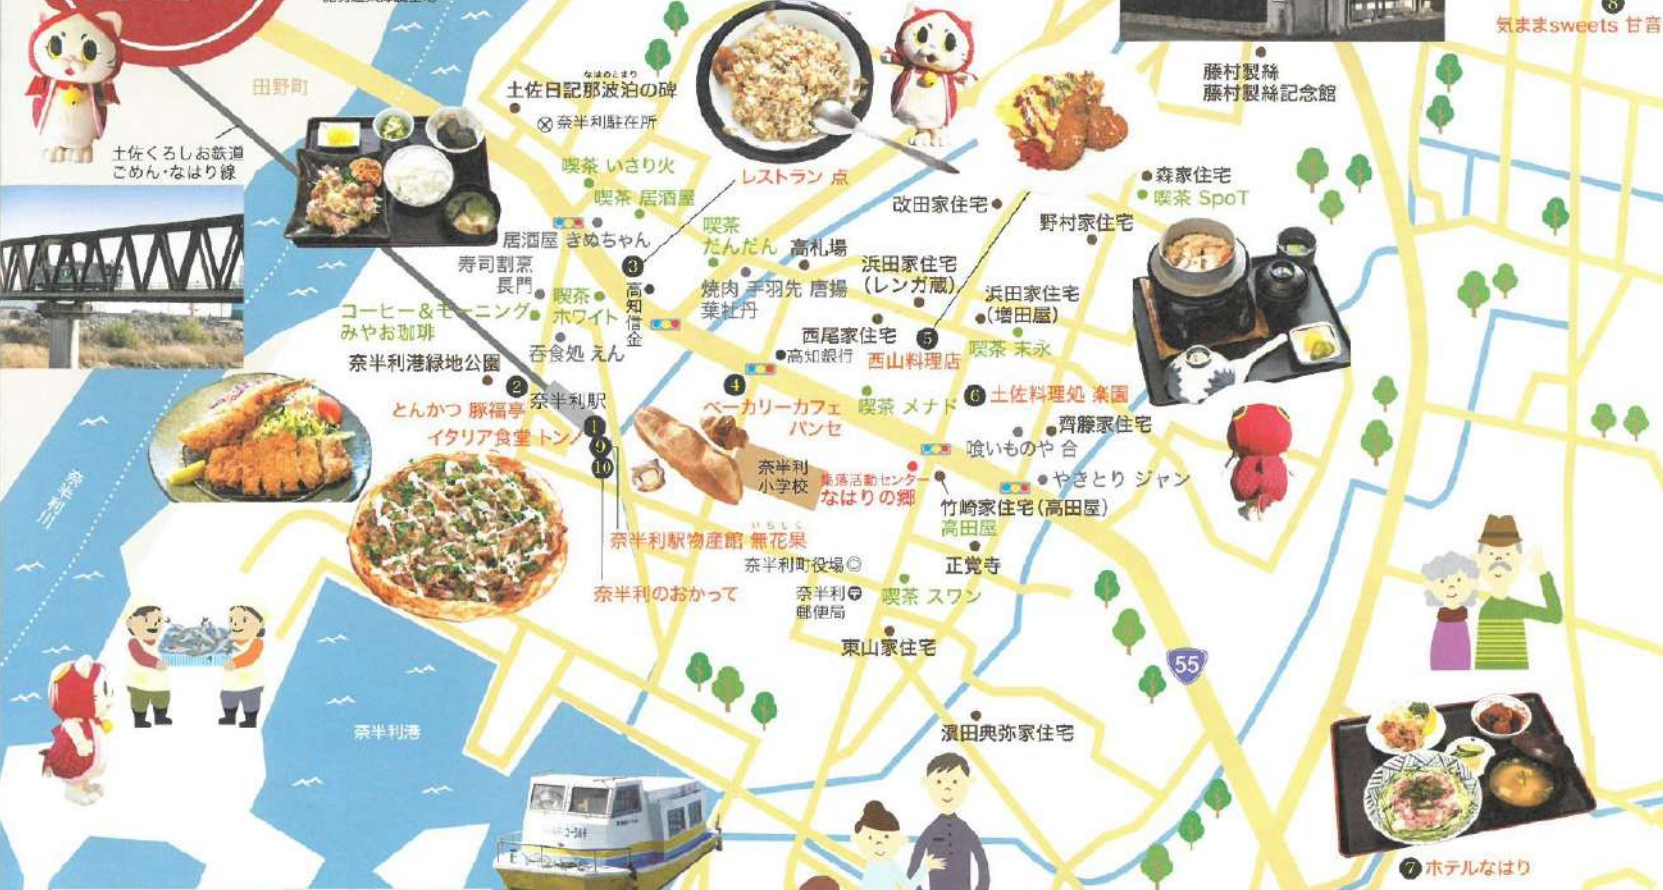 8
気ままsweets 甘音
田野町
なはのとまり
土佐日記那波泊の碑
奈半利駐在所
藤村製絲
藤村製絲記念館
土佐くろしお鉄道
ごめん・なはり線
喫茶 いさり火
喫茶 居酒屋
レストラン 点
森家住宅
喫茶 SpoT
改田家住宅
野村家住宅
居酒屋 きぬちゃん
喫茶
だんだん
高札場
寿司割烹
長門
3
高知信金
浜田家住宅
(レンガ蔵)
浜田家住宅
(増田屋)
焼肉 手羽先 唐揚
葉牡丹
喫茶
ホワイト
コーヒー&モーニング
みやお珈琲
呑食処 えん
西尾家住宅
高知銀行
5
西山料理店
喫茶 末永
奈半利港緑地公園
2
とんかつ 豚福亭
奈半利駅
イタリア食堂 トンノ
1
9
10
4
ベーカリーカフェ
パンセ
喫茶 メナド
6
土佐料理処 楽園
齊籐家住宅
喰いものや 合
奈半利
小学校
集落活動センター
なはりの郷
やきとり ジャン
竹崎家住宅(高田屋)
高田屋
正覚寺
奈半利川
いちじく
奈半利駅物産館 無花果
奈半利町役場
奈半利のおかって
奈半利
郵便局
喫茶 スワン
東山家住宅
55
奈半利港
濵田典弥家住宅
7
ホテルなはり